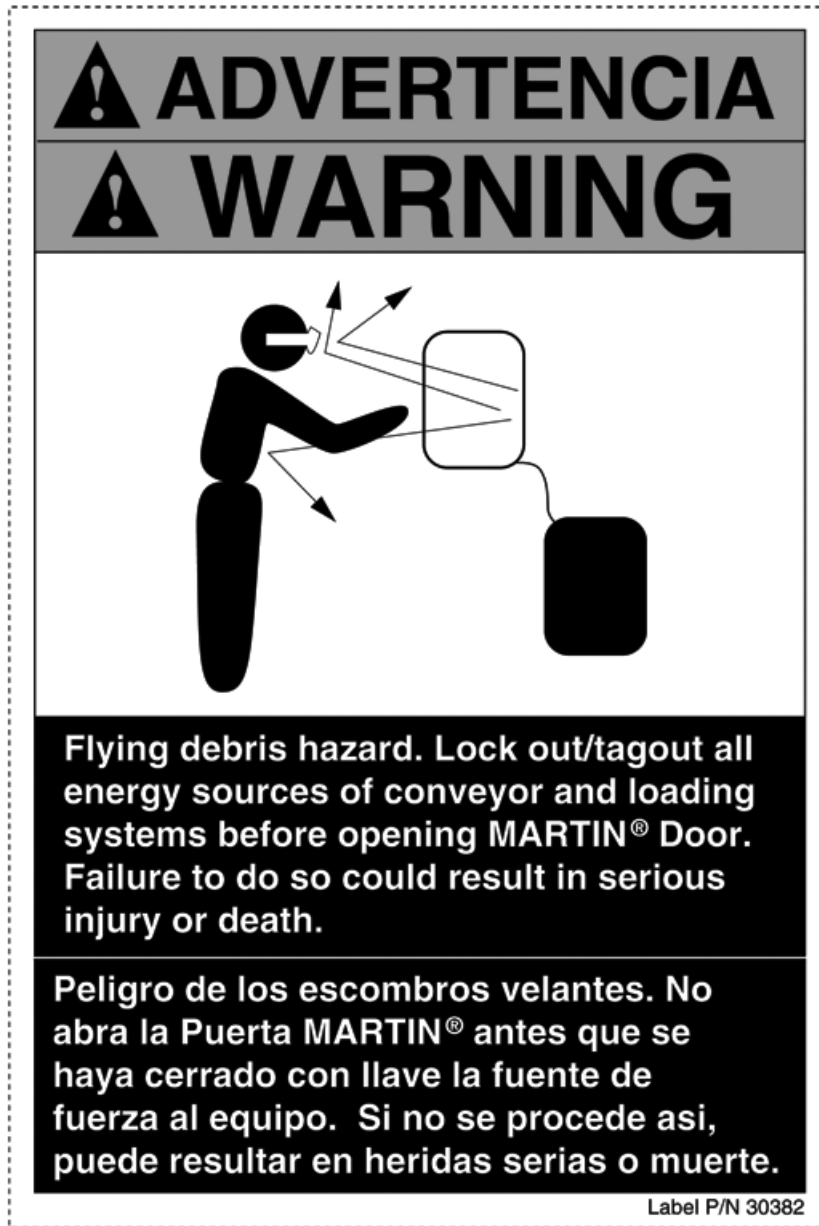 ADVERTENCIA
WARNING
Flying debris hazard. Lock out/tagout all
energy sources of conveyor and loading
systems before opening MARTIN® Door.
Failure to do so could result in serious
injury or death.
Peligro de los escombros velantes. No
abra la Puerta MARTIN® antes que se
haya cerrado con llave la fuente de
fuerza al equipo.  Si no se procede asi,
puede resultar en heridas serias o muerte.
Label P/N 30382